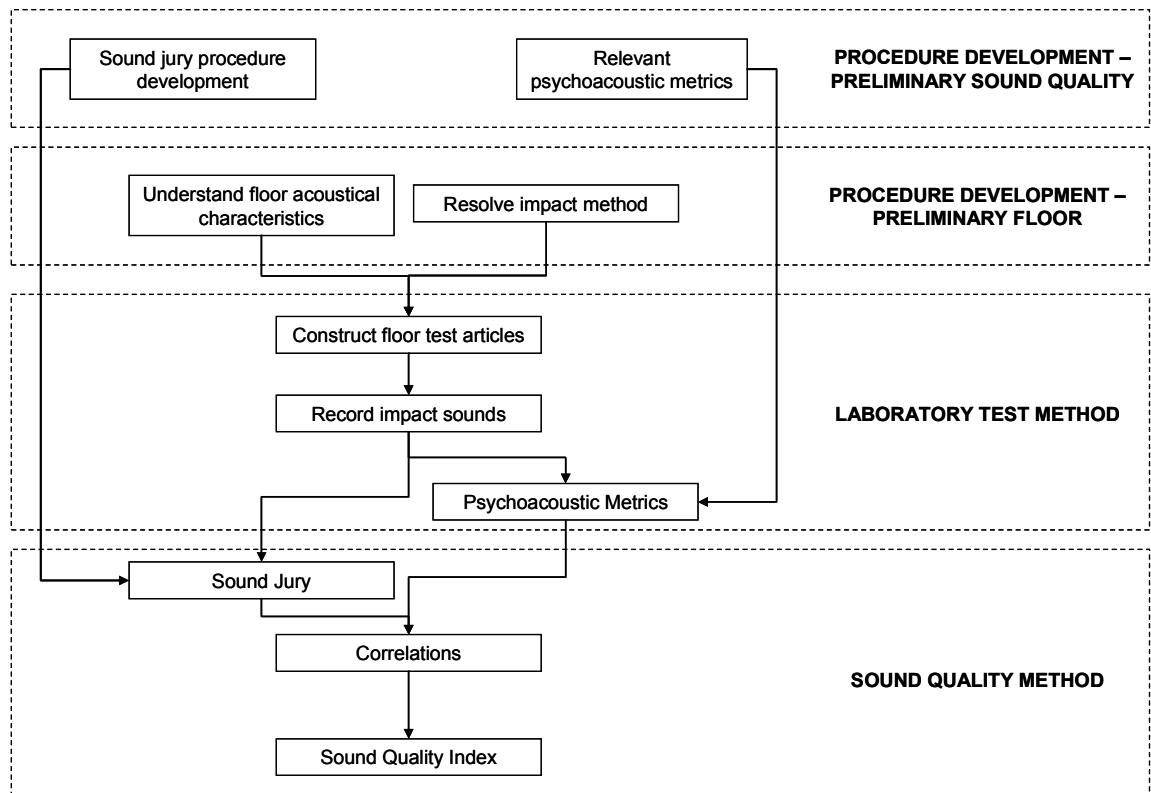 Sound jury procedure
development
Relevant
psychoacoustic metrics
PROCEDURE DEVELOPMENT –
PRELIMINARY SOUND QUALITY
Understand floor acoustical
characteristics
Resolve impact method
PROCEDURE DEVELOPMENT –
PRELIMINARY FLOOR
Construct floor test articles
Record impact sounds
LABORATORY TEST METHOD
Psychoacoustic Metrics
Sound Jury
Correlations
SOUND QUALITY METHOD
Sound Quality Index